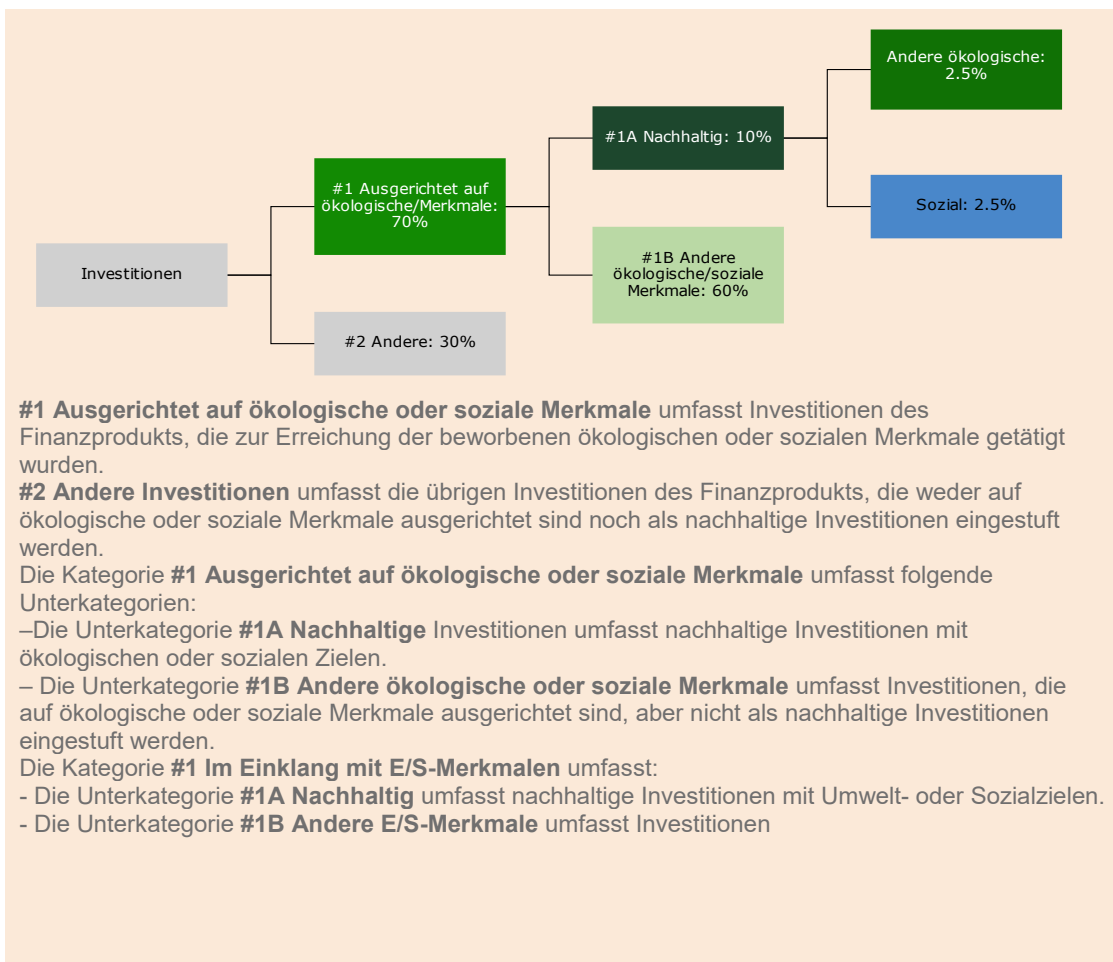 Andere ökologische:
2.5%
#1A Nachhaltig: 10%
#1 Ausgerichtet auf
ökologische/Merkmale:
70%
Sozial: 2.5%
Investitionen
#1B Andere
ökologische/soziale
Merkmale: 60%
#2 Andere: 30%
#1 Ausgerichtet auf ökologische oder soziale Merkmale umfasst Investitionen des
Finanzprodukts, die zur Erreichung der beworbenen ökologischen oder sozialen Merkmale getätigt
wurden.
#2 Andere Investitionen umfasst die übrigen Investitionen des Finanzprodukts, die weder auf
ökologische oder soziale Merkmale ausgerichtet sind noch als nachhaltige Investitionen eingestuft
werden.
Die Kategorie #1 Ausgerichtet auf ökologische oder soziale Merkmale umfasst folgende
Unterkategorien:
–Die Unterkategorie #1A Nachhaltige Investitionen umfasst nachhaltige Investitionen mit
ökologischen oder sozialen Zielen.
– Die Unterkategorie #1B Andere ökologische oder soziale Merkmale umfasst Investitionen, die
auf ökologische oder soziale Merkmale ausgerichtet sind, aber nicht als nachhaltige Investitionen
eingestuft werden.
Die Kategorie #1 Im Einklang mit E/S-Merkmalen umfasst:
- Die Unterkategorie #1A Nachhaltig umfasst nachhaltige Investitionen mit Umwelt- oder Sozialzielen.
- Die Unterkategorie #1B Andere E/S-Merkmale umfasst Investitionen